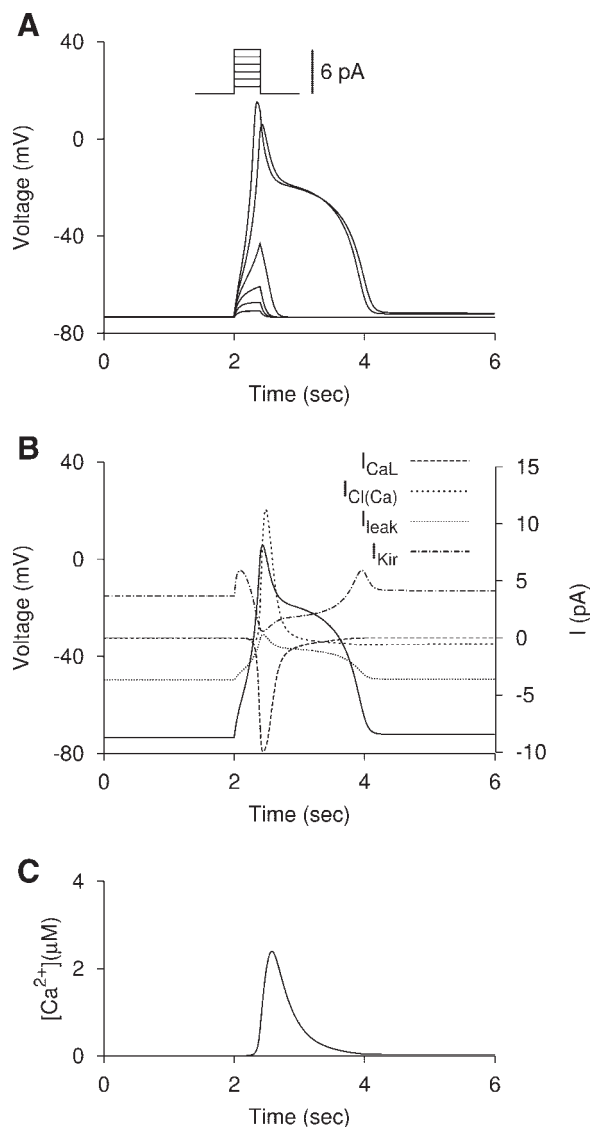 A
40
0
-40
-80
Voltage (mV)
6 pA
0 2 4 6
Time (sec)
B
40
0
-40
-80
Voltage (mV)
I_CaL
I_Cl(Ca)
I_leak
I_Kir
15
10
5
0
-5
-10
I (pA)
0 2 4 6
Time (sec)
C
4
2
0
[Ca²⁺](μM)
0 2 4 6
Time (sec)